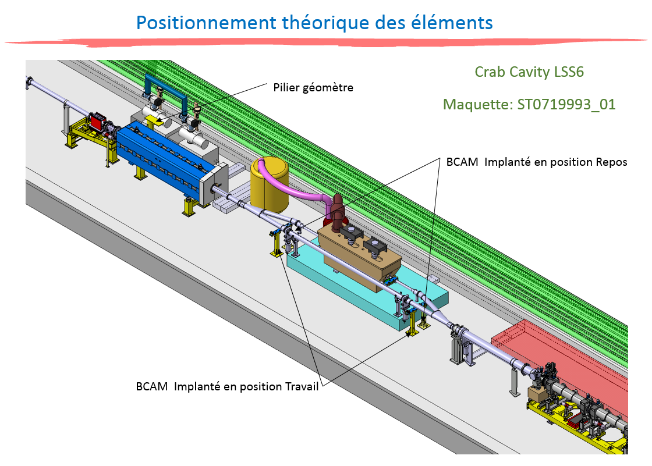 Positionnement théorique des éléments
Crab Cavity LSS6
Pilier géomètre
Maquette: ST0719993_01
BCAM  Implanté en position Repos
BCAM  Implanté en position Travail